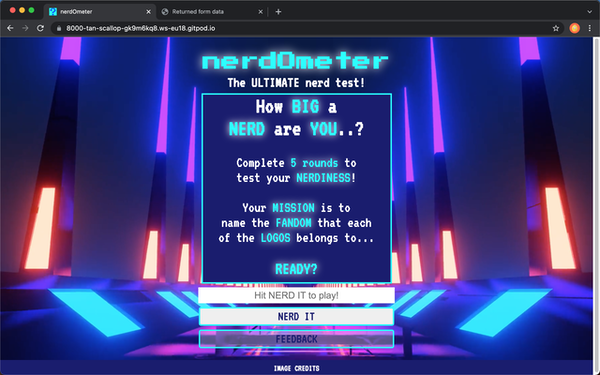 nerdOmeter
Returned form data
8000-tan-scallop-gk9m6kq8.ws-eu18.gitpod.io
nerdOmeter
The ULTIMATE nerd test!
How BIG a
NERD are YOU..?
Complete 5 rounds to
test your NERDINESS!
Your MISSION is to
name the FANDOM that each
of the LOGOS belongs to...
READY?
Hit NERD IT to play!
NERD IT
FEEDBACK
IMAGE CREDITS